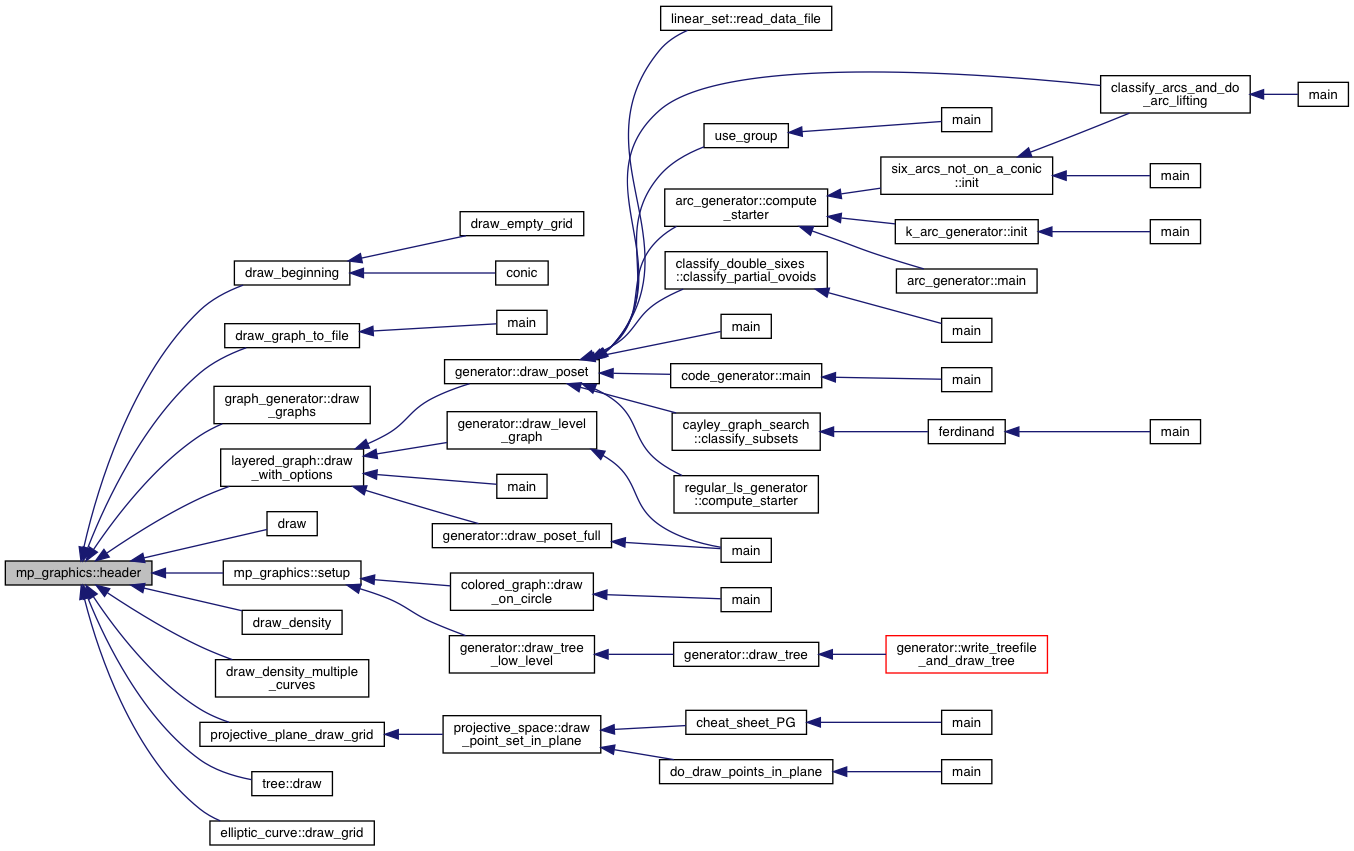 linear_set::read_data_file
classify_arcs_and_do
_arc_lifting
main
use_group
main
six_arcs_not_on_a_conic
::init
main
arc_generator::compute
_starter
k_arc_generator::init
main
arc_generator::main
draw_empty_grid
draw_beginning
conic
classify_double_sixes
::classify_partial_ovoids
main
draw_graph_to_file
main
main
generator::draw_poset
code_generator::main
main
graph_generator::draw
_graphs
generator::draw_level
_graph
cayley_graph_search
::classify_subsets
ferdinand
main
layered_graph::draw
_with_options
main
regular_ls_generator
::compute_starter
draw
generator::draw_poset_full
main
mp_graphics::header
mp_graphics::setup
colored_graph::draw
_on_circle
main
draw_density
generator::draw_tree
_low_level
generator::draw_tree
generator::write_treefile
_and_draw_tree
draw_density_multiple
_curves
projective_plane_draw_grid
projective_space::draw
_point_set_in_plane
cheat_sheet_PG
main
do_draw_points_in_plane
main
tree::draw
elliptic_curve::draw_grid